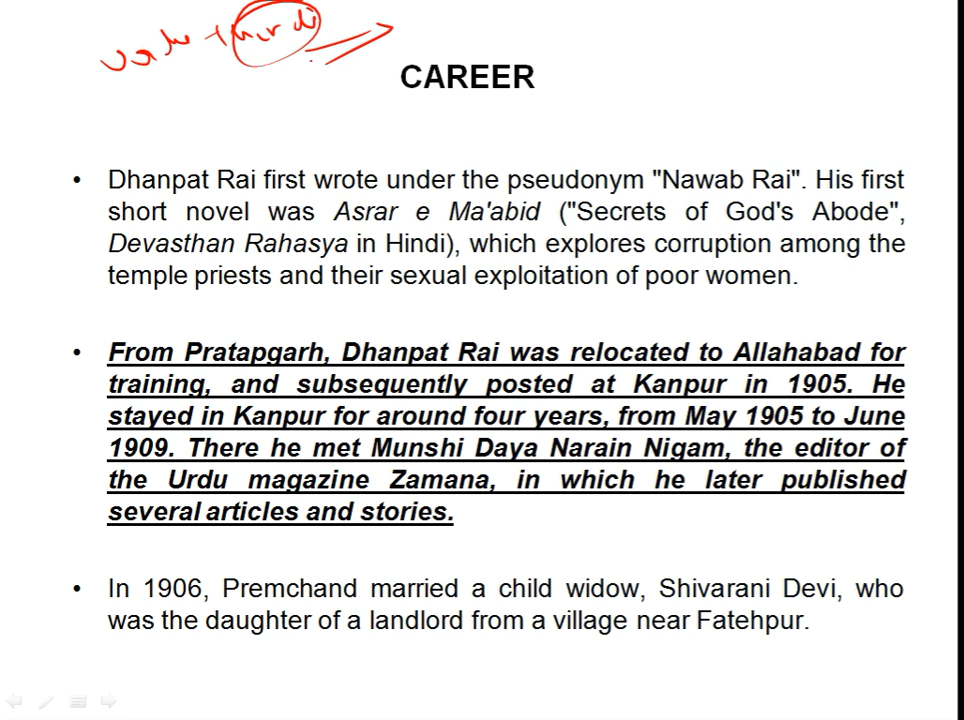 CAREER
• Dhanpat Rai first wrote under the pseudonym "Nawab Rai". His first
short novel was Asrar e Ma'abid ("Secrets of God's Abode",
Devasthan Rahasya in Hindi), which explores corruption among the
temple priests and their sexual exploitation of poor women.
• From Pratapgarh, Dhanpat Rai was relocated to Allahabad for
training, and subsequently posted at Kanpur in 1905. He
stayed in Kanpur for around four years, from May 1905 to June
1909. There he met Munshi Daya Narain Nigam, the editor of
the Urdu magazine Zamana, in which he later published
several articles and stories.
• In 1906, Premchand married a child widow, Shivarani Devi, who
was the daughter of a landlord from a village near Fatehpur.